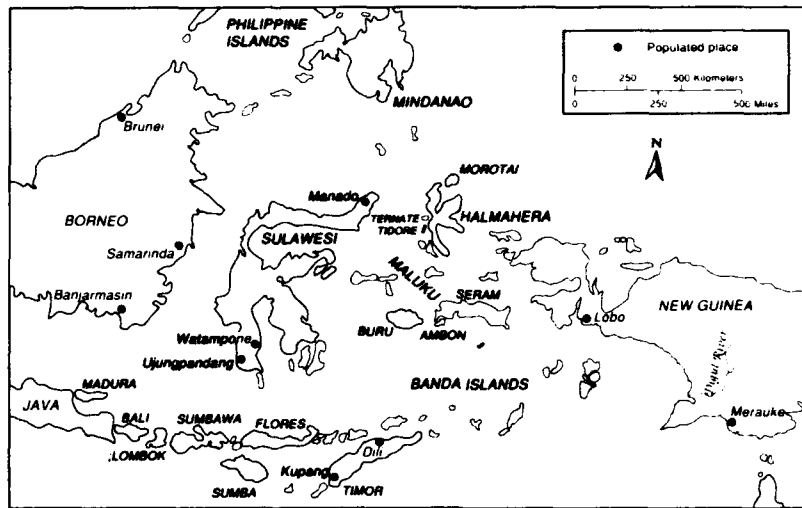 PHILIPPINE
ISLANDS
Populated place
0 250 500 Kilometers
0 250 500 Miles
MINDANAO
N
Brunei
MOROTAI
Manado
BORNEO
TERNATE
TIDORE
HALMAHERA
SULAWESI
Samarinda
MALUKU
SERAM
NEW GUINEA
Banjarmasin
Lobo
BURU
AMBON
Watampone
Ujungpandang
Digul River
BANDA ISLANDS
MADURA
JAVA
BALI
SUMBAWA
FLORES
Merauke
LOMBOK
Dili
Kupang
SUMBA
TIMOR